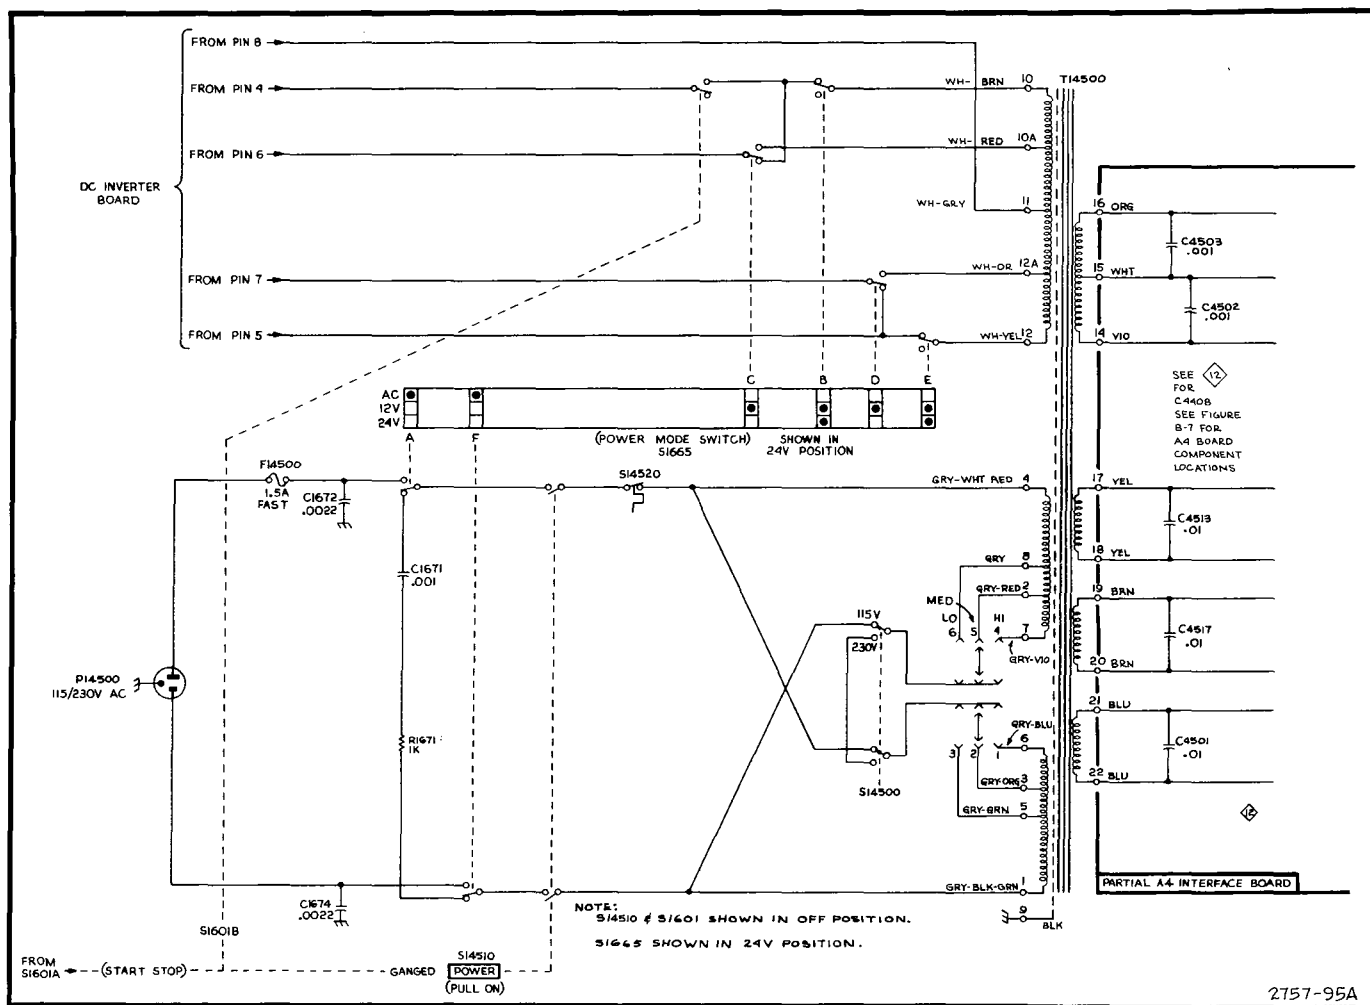 FROM PIN 8
FROM PIN 4
WH- BRN 10
T14500
WH- RED 10A
FROM PIN 6
DC INVERTER
BOARD
WH-GRY 11
16 ORG
C4503
.001
WH-OR 12A
15 WHT
FROM PIN 7
C4502
.001
FROM PIN 5
WH-YEL 12
14 VIO
C B D E
AC
12V
24V
A F
(POWER MODE SWITCH)
S1665
SHOWN IN
24V POSITION
SEE 12
FOR
C4408
SEE FIGURE
B-7 FOR
A4 BOARD
COMPONENT
LOCATIONS
F14500
1.5A
FAST
C1672
.0022
S14520
GRY-WHT RED 4
17 YEL
C4513
.01
18 YEL
C1671
.001
GRY 8
GRY-RED 2
19 BRN
MED
LO HI
6 5 4 7
GRY-VIO
115V
230V
C4517
.01
20 BRN
P14500
115/230V AC
21 BLU
R1671
1K
GRY-BLU
6
C4501
.01
3 2 1
22 BLU
GRY-ORG 3
S14500
GRY-GRN 5
12
GRY-BLK-GRN 1
PARTIAL A4 INTERFACE BOARD
C1674
.0022
9
BLK
NOTE:
S14510 & S1601 SHOWN IN OFF POSITION.
S1665 SHOWN IN 24V POSITION.
S1601B
FROM
S1601A
(START STOP)
GANGED
S14510
POWER
(PULL ON)
2757-95A